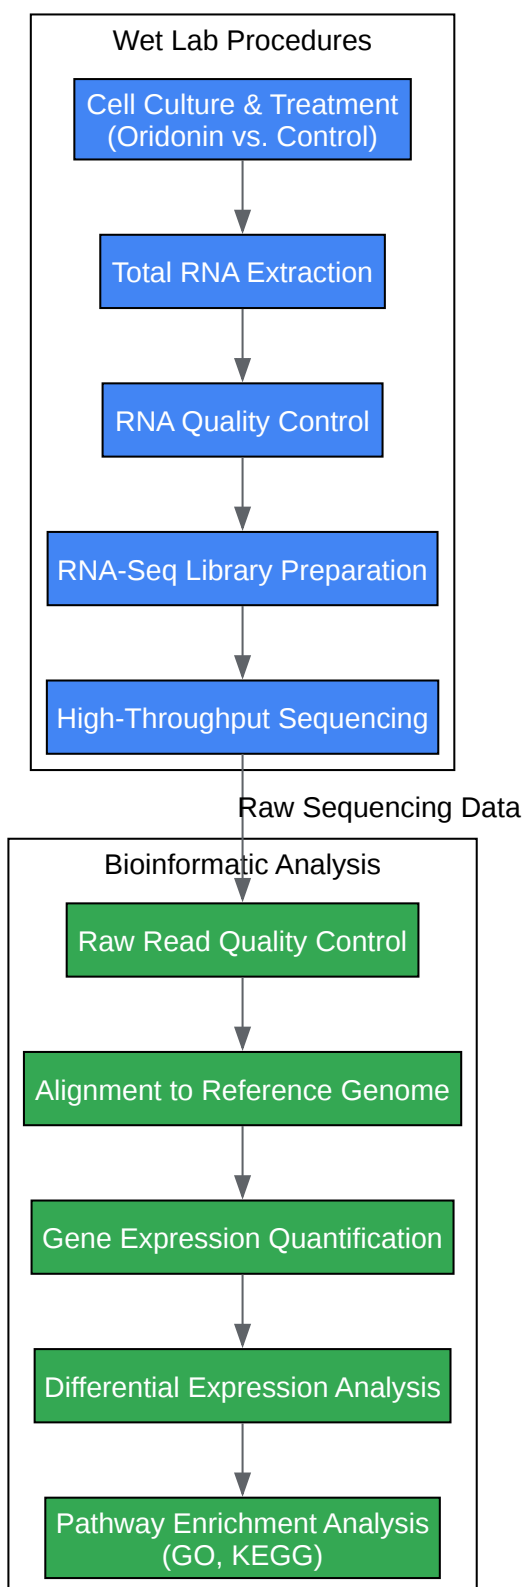 Wet Lab Procedures
Cell Culture & Treatment
(Oridonin vs. Control)
Total RNA Extraction
RNA Quality Control
RNA-Seq Library Preparation
High-Throughput Sequencing
Raw Sequencing Data
Bioinformatic Analysis
Raw Read Quality Control
Alignment to Reference Genome
Gene Expression Quantification
Differential Expression Analysis
Pathway Enrichment Analysis
(GO, KEGG)